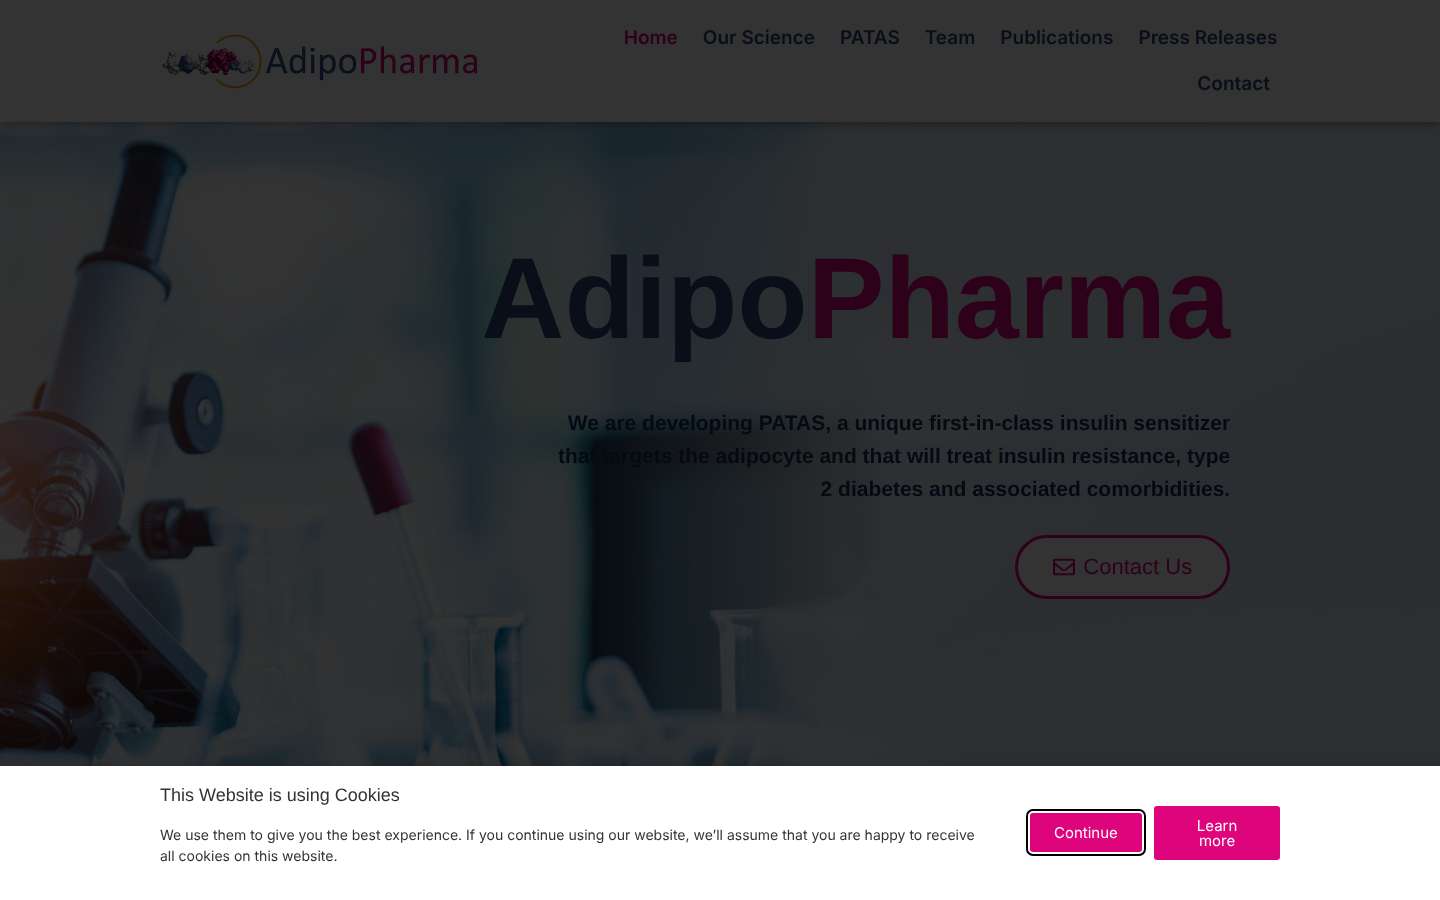 AdipoPharma
Home
Our Science
PATAS
Team
Publications
Press Releases
Contact
AdipoPharma
We are developing PATAS, a unique first-in-class insulin sensitizer
that targets the adipocyte and that will treat insulin resistance, type
2 diabetes and associated comorbidities.
Contact Us
This Website is using Cookies
We use them to give you the best experience. If you continue using our website, we'll assume that you are happy to receive
all cookies on this website.
Continue
Learn
more